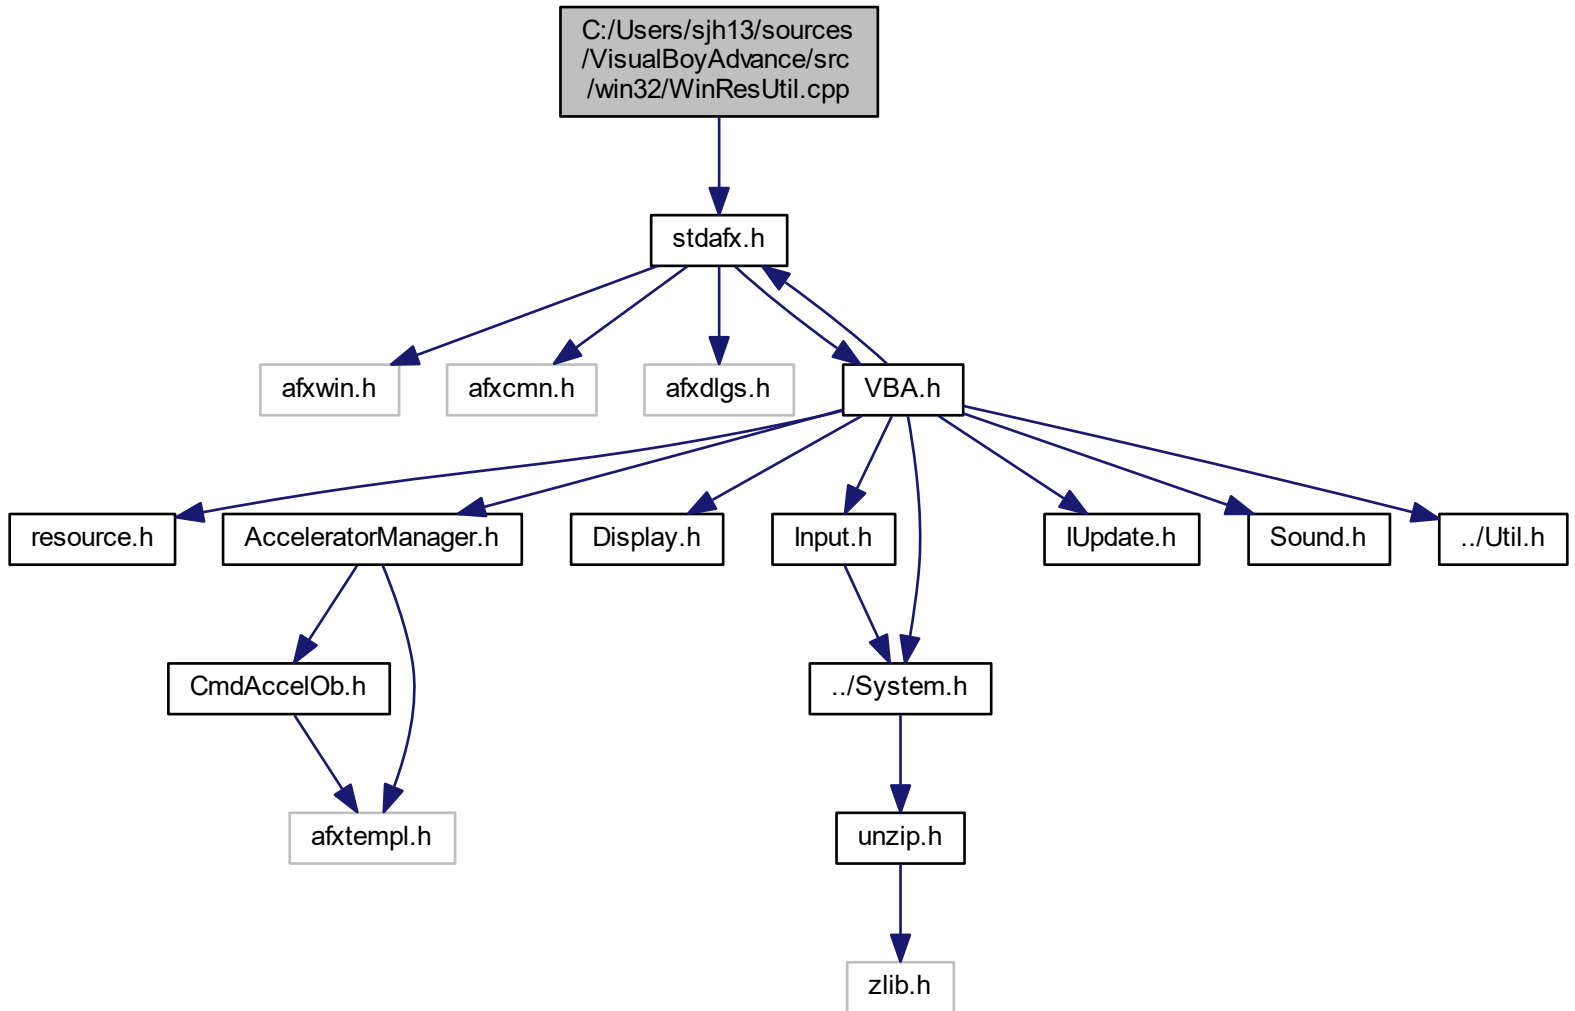 C:/Users/sjh13/sources
/VisualBoyAdvance/src
/win32/WinResUtil.cpp
stdafx.h
afxwin.h
afxcmn.h
afxdlgs.h
VBA.h
resource.h
AcceleratorManager.h
Display.h
Input.h
IUpdate.h
Sound.h
../Util.h
CmdAccelOb.h
../System.h
afxtempl.h
unzip.h
zlib.h